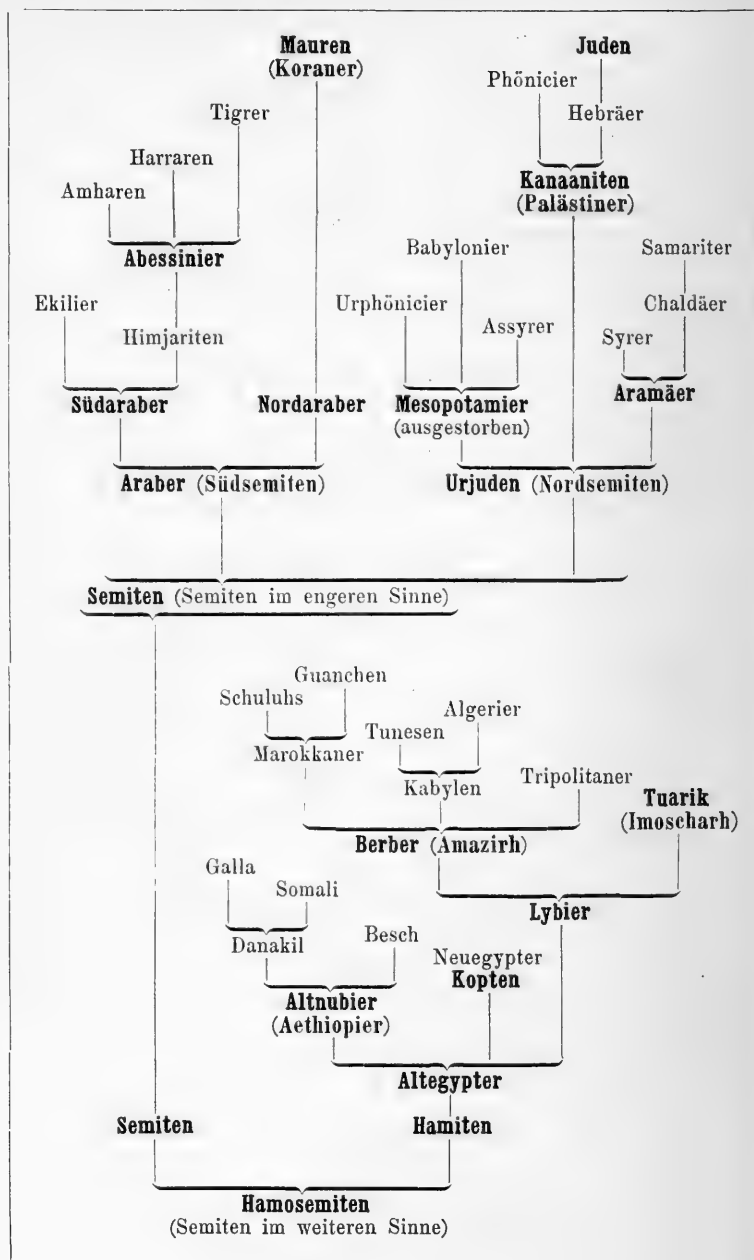 Mauren
(Koraner)
Juden
Phönicier
Hebräer
Tigrer
Harraren
Amharen
Kanaaniten
(Palästiner)
Abessinier
Babylonier
Samariter
Ekilier
Urphönicier
Chaldäer
Himjariten
Assyrer
Syrer
Südaraber
Nordaraber
Mesopotamier
(ausgestorben)
Aramäer
Araber (Südsemiten)
Urjuden (Nordsemiten)
Semiten (Semiten im engeren Sinne)
Guanchen
Schuluhs
Algerier
Tunesen
Marokkaner
Kabylen
Tripolitaner
Tuarik
(Imoscharh)
Berber (Amazirh)
Galla
Somali
Lybier
Danakil
Besch
Neuegypter
Kopten
Altnubier
(Aethiopier)
Altegypter
Semiten
Hamiten
Hamosemiten
(Semiten im weiteren Sinne)